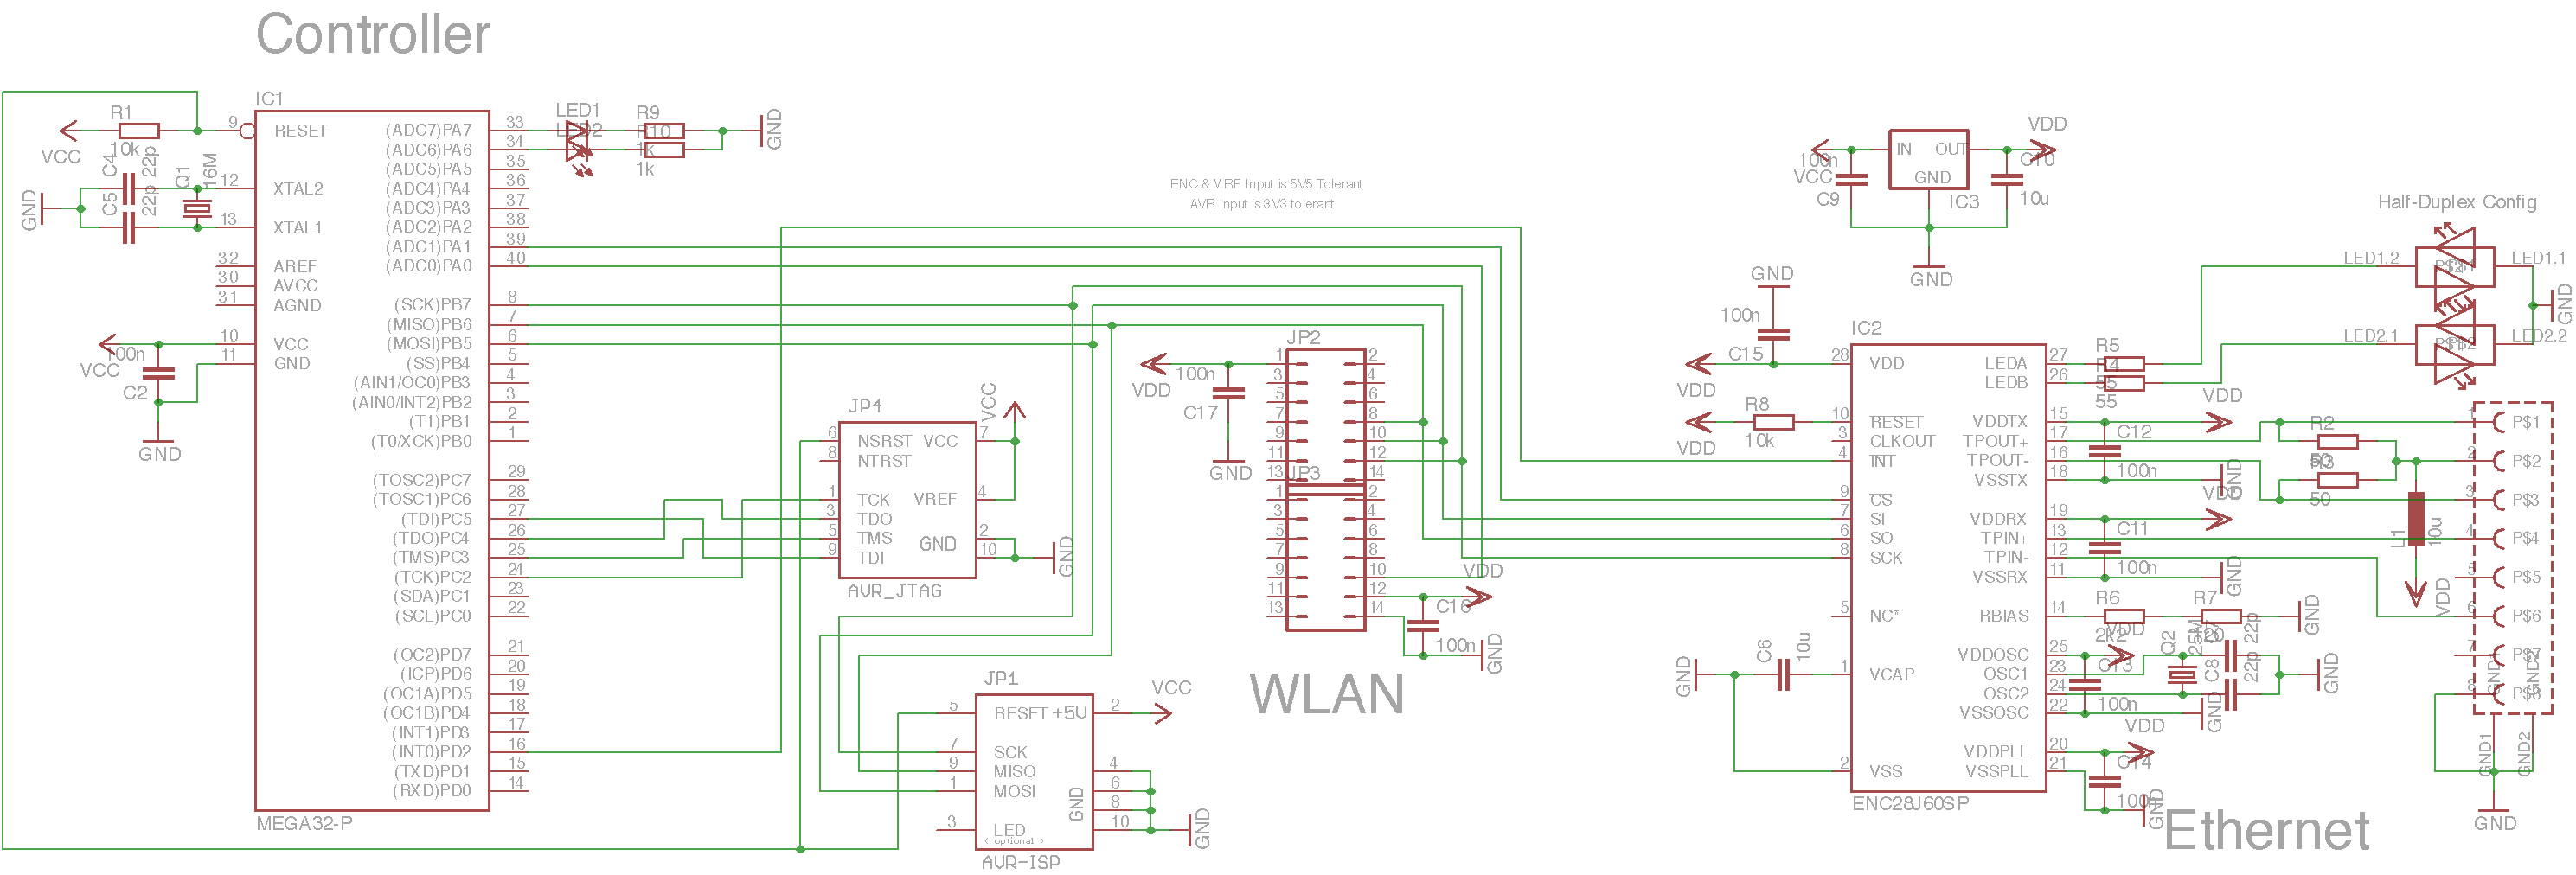 Controller
IC1
R1
10k
VCC
9
RESET
C4
22p
C5
22p
Q1
16M
12
XTAL2
13
XTAL1
GND
32
AREF
30
AVCC
31
AGND
10
VCC
11
GND
100n
VCC
C2
GND
MEGA32-P
(ADC7)PA7
33
(ADC6)PA6
34
(ADC5)PA5
35
(ADC4)PA4
36
(ADC3)PA3
37
(ADC2)PA2
38
(ADC1)PA1
39
(ADC0)PA0
40
(SCK)PB7
8
(MISO)PB6
7
(MOSI)PB5
6
(SS)PB4
5
(AIN1/OC0)PB3
4
(AIN0/INT2)PB2
3
(T1)PB1
2
(T0/XCK)PB0
1
(TOSC2)PC7
29
(TOSC1)PC6
28
(TDI)PC5
27
(TDO)PC4
26
(TMS)PC3
25
(TCK)PC2
24
(SDA)PC1
23
(SCL)PC0
22
(OC2)PD7
21
(ICP)PD6
20
(OC1A)PD5
19
(OC1B)PD4
18
(INT1)PD3
17
(INT0)PD2
16
(TXD)PD1
15
(RXD)PD0
14
LED1
LED2
R9
R10
1k
1k
GND
JP4
6
NSRST
VCC
7
8
NTRST
1
TCK
VREF
4
3
TDO
5
TMS
GND
2
9
TDI
10
AVR_JTAG
VCC
GND
JP1
5
RESET
+5V
2
VCC
7
SCK
9
MISO
4
1
MOSI
6
GND
8
3
LED
10
( optional )
AVR-ISP
GND
ENC & MRF Input is 5V5 Tolerant
AVR Input is 3V3 tolerant
JP2
VDD
100n
C17
GND
1
2
3
4
5
6
7
8
9
10
11
12
13
14
JP3
1
2
3
4
5
6
7
8
9
10
11
12
13
14
VDD
C16
100n
GND
WLAN
100n
VCC
C9
IN
OUT
GND
IC3
VDD
C10
10u
GND
GND
100n
C15
VDD
R8
10k
VDD
GND
C6
10u
IC2
28
VDD
10
RESET
3
CLKOUT
4
INT
9
CS
7
SI
6
SO
8
SCK
5
NC*
1
VCAP
2
VSS
ENC28J60SP
LEDA
27
LEDB
26
VDDTX
15
TPOUT+
17
TPOUT-
16
VSSTX
18
VDDRX
19
TPIN+
13
TPIN-
12
VSSRX
11
RBIAS
14
VDDOSC
25
OSC1
23
OSC2
24
VSSOSC
22
VDDPLL
20
VSSPLL
21
R5
R4
55
55
VDD
C12
100n
GND
VDD
C11
100n
GND
R6
2k2
R7
GND
VDD
C13
100n
GND
Q2
25M
C8
22p
22p
GND
VDD
C14
100n
GND
Ethernet
Half-Duplex Config
LED1.2
LED1.1
LED2.1
LED2.2
GND
R2
R3
50
L1
10u
VDD
1
P$1
2
P$2
3
P$3
4
P$4
5
P$5
6
P$6
7
P$7
8
P$8
GND1
GND2
GND